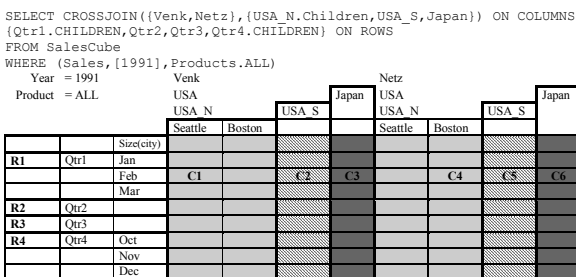 SELECT CROSSJOIN({Venk,Netz},{USA_N.Children,USA_S,Japan}) ON COLUMNS
{Qtr1.CHILDREN,Qtr2,Qtr3,Qtr4.CHILDREN} ON ROWS
FROM SalesCube
WHERE (Sales,[1991],Products.ALL)
Year = 1991 Venk Netz
Product = ALL USA Japan USA Japan
USA_N USA_S USA_N USA_S
Seattle Boston Seattle Boston
Size(city)
R1 Qtr1 Jan
Feb C1 C2 C3 C4 C5 C6
Mar
R2 Qtr2
R3 Qtr3
R4 Qtr4 Oct
Nov
Dec